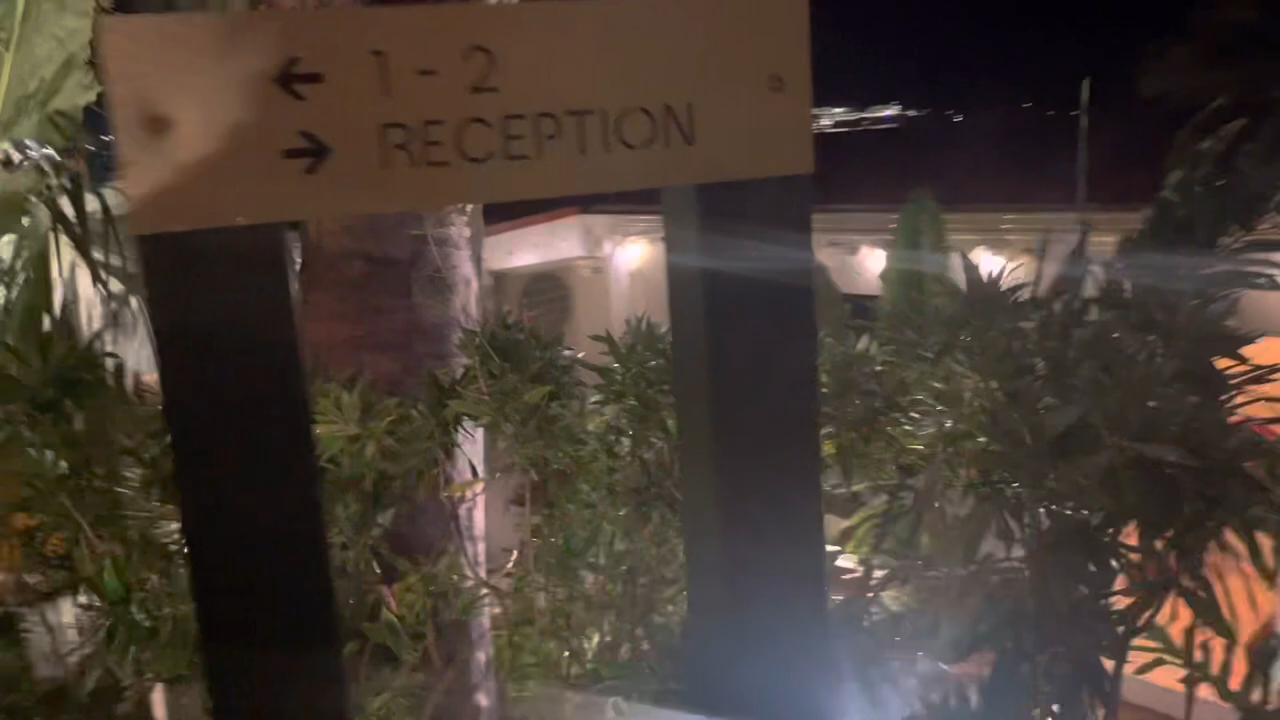 ← 1 - 2
→ RECEPTION